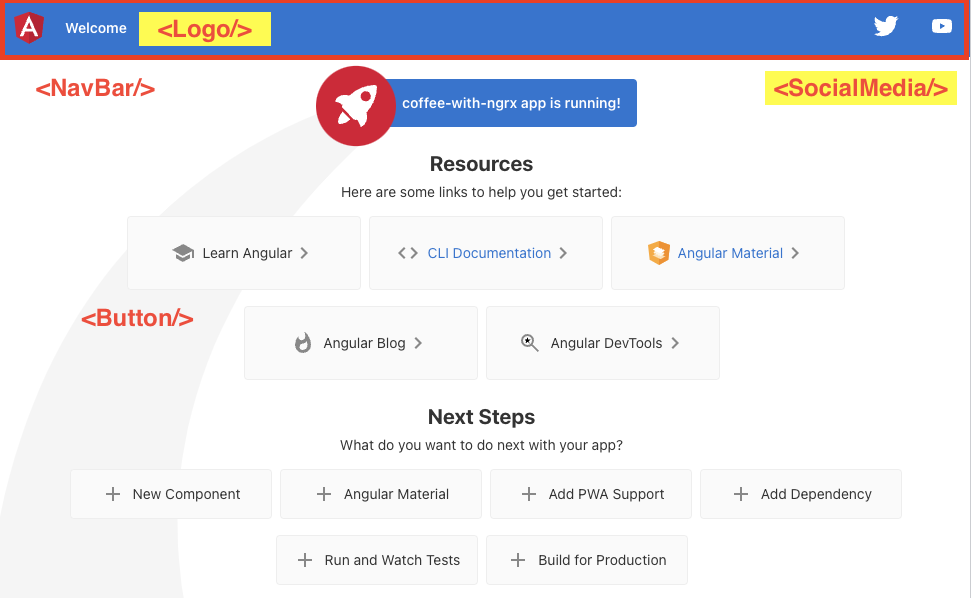 A
Welcome
<Logo/>
<NavBar/>
<SocialMedia/>
coffee-with-ngrx app is running!
Resources
Here are some links to help you get started:
Learn Angular
CLI Documentation
Angular Material
<Button/>
Angular Blog
Angular DevTools
Next Steps
What do you want to do next with your app?
New Component
Angular Material
Add PWA Support
Add Dependency
Run and Watch Tests
Build for Production